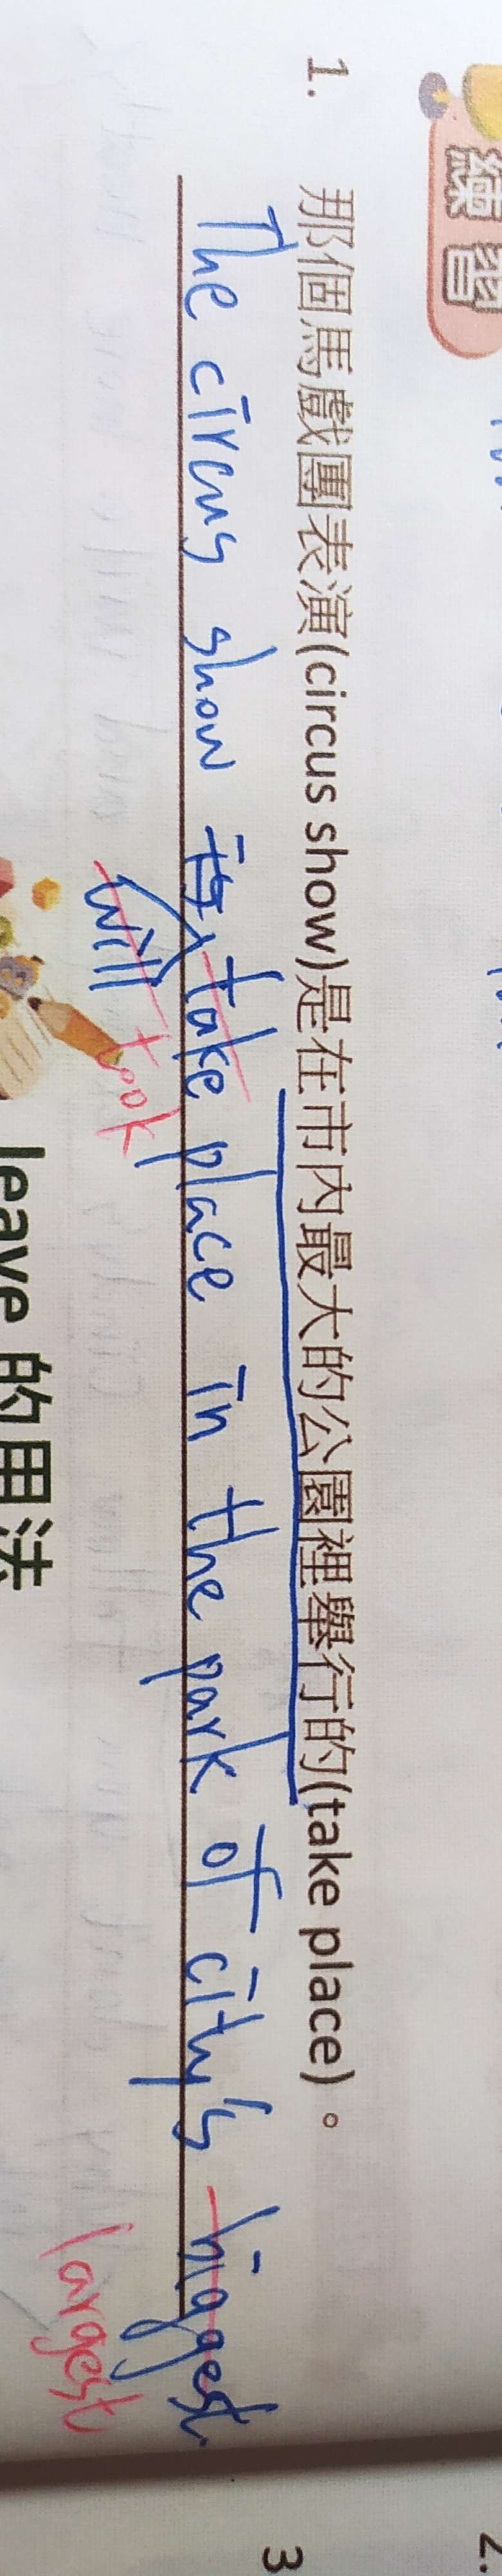 練習
1. 那個馬戲團表演(circus show)是在市內最大的公園裡舉行的(take place)。
The circus show take place in the park of city's biggest
will took largest
leave 的用法
2.
3